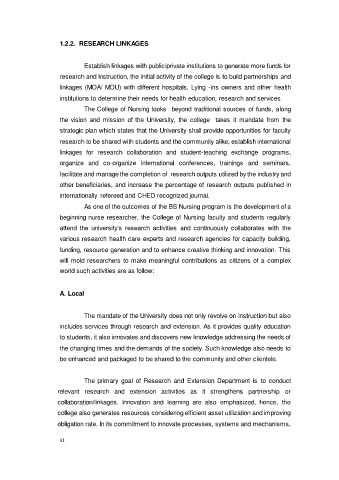 1.2.2. RESEARCH LINKAGES
Establish linkages with public/private institutions to generate more funds for
research and Instruction, the initial activity of the college is to build partnerships and
linkages (MOA/ MOU) with different hospitals, Lying -ins owners and other health
institutions to determine their needs for health education, research and services.
The College of Nursing looks beyond traditional sources of funds, along
the vision and mission of the University, the college takes it mandate from the
strategic plan which states that the University shall provide opportunities for faculty
research to be shared with students and the community alike, establish international
linkages for research collaboration and student-teaching exchange programs,
organize and co-organize international conferences, trainings and seminars,
facilitate and manage the completion of research outputs utilized by the industry and
other beneficiaries, and increase the percentage of research outputs published in
internationally refereed and CHED recognized journal.
As one of the outcomes of the BS Nursing program is the development of a
beginning nurse researcher, the College of Nursing faculty and students regularly
attend the university's research activities and continuously collaborates with the
various research health care experts and research agencies for capacity building,
funding, resource generation and to enhance creative thinking and innovation. This
will mold researchers to make meaningful contributions as citizens of a complex
world such activities are as follow:
A. Local
The mandate of the University does not only revolve on Instruction but also
includes services through research and extension. As it provides quality education
to students, it also innovates and discovers new knowledge addressing the needs of
the changing times and the demands of the society. Such knowledge also needs to
be enhanced and packaged to be shared to the community and other clientele.
The primary goal of Research and Extension Department is to conduct
relevant research and extension activities as it strengthens partnership or
collaboration/linkages. Innovation and learning are also emphasized, hence, the
college also generates resources considering efficient asset utilization and improving
obligation rate. In its commitment to innovate processes, systems and mechanisms,
31